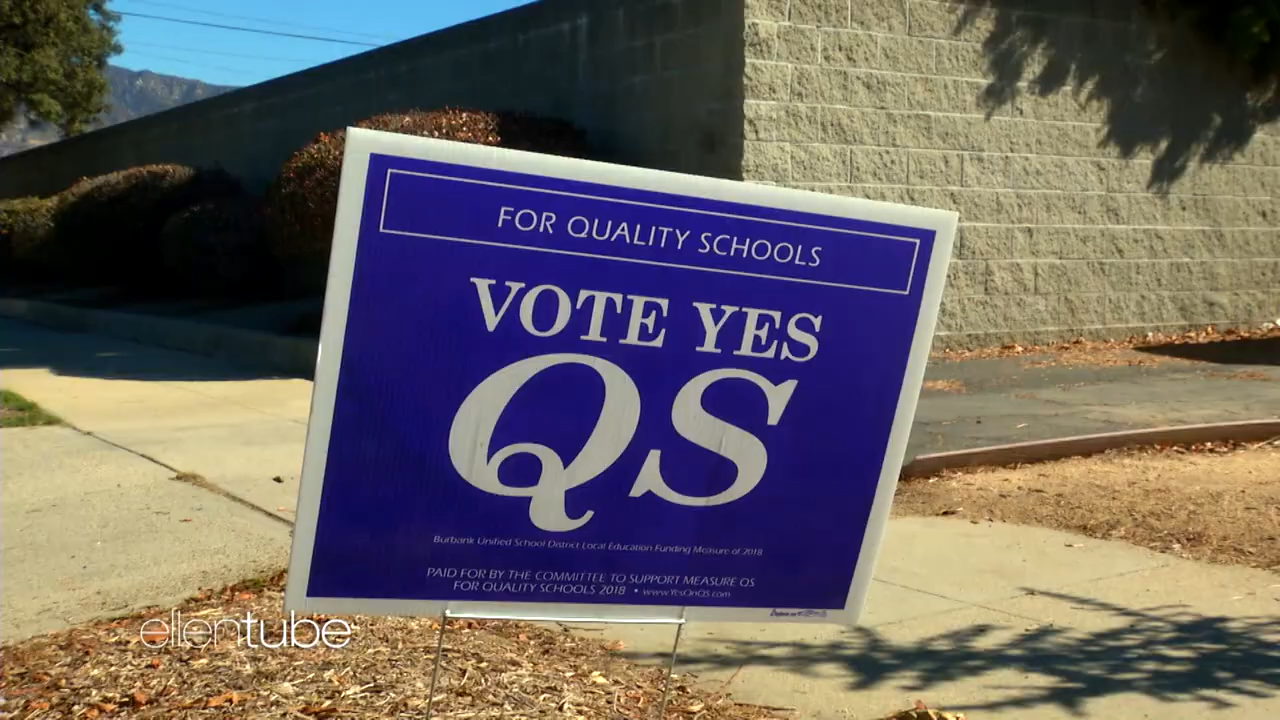 FOR QUALITY SCHOOLS
VOTE YES
QS
Burbank Unified School District Local Education Funding Measure of 2018
PAID FOR BY THE COMMITTEE TO SUPPORT MEASURE QS
FOR QUALITY SCHOOLS 2018 • www.YesOnQS.com
ellentube